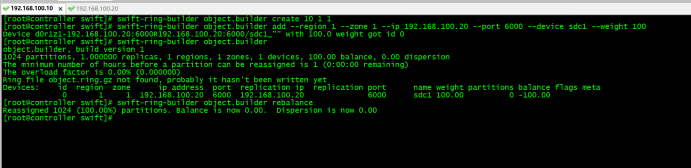 192.168.100.10
192.168.100.20
[root@controller swift]# swift-ring-builder object.builder create 10 1 1
[root@controller swift]# swift-ring-builder object.builder add --region 1 --zone 1 --ip 192.168.100.20 --port 6000 --device sdc1 --weight 100
Device d0r1z1-192.168.100.20:6000R192.168.100.20:6000/sdc1_"" with 100.0 weight got id 0
[root@controller swift]# swift-ring-builder object.builder
object.builder, build version 1
1024 partitions, 1.000000 replicas, 1 regions, 1 zones, 1 devices, 100.00 balance, 0.00 dispersion
The minimum number of hours before a partition can be reassigned is 1 (0:00:00 remaining)
The overload factor is 0.00% (0.000000)
Ring file object.ring.gz not found, probably it hasn't been written yet
Devices: id region zone ip address port replication ip replication port name weight partitions balance flags meta
0 1 1 192.168.100.20 6000 192.168.100.20 6000 sdc1 100.00 0 -100.00
[root@controller swift]# swift-ring-builder object.builder rebalance
Reassigned 1024 (100.00%) partitions. Balance is now 0.00. Dispersion is now 0.00
[root@controller swift]#